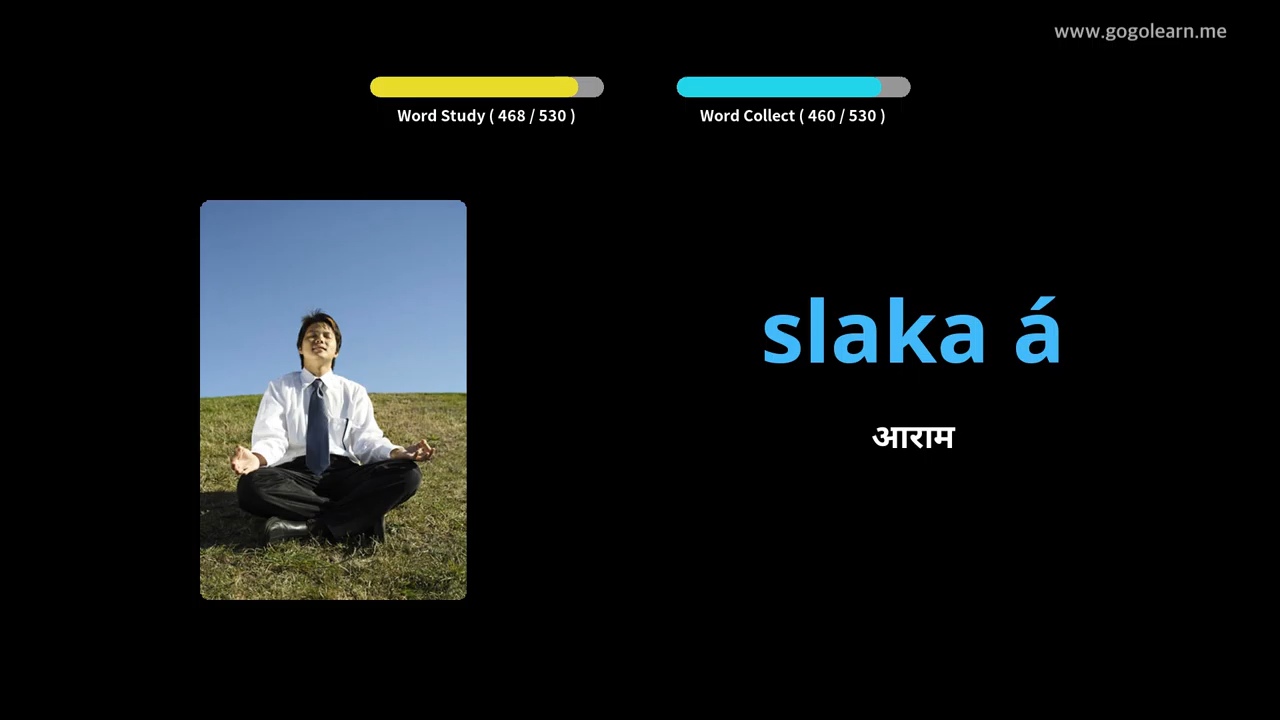 www.gogolearn.me
Word Study ( 468 / 530 )
Word Collect ( 460 / 530 )
slaka á
आराम